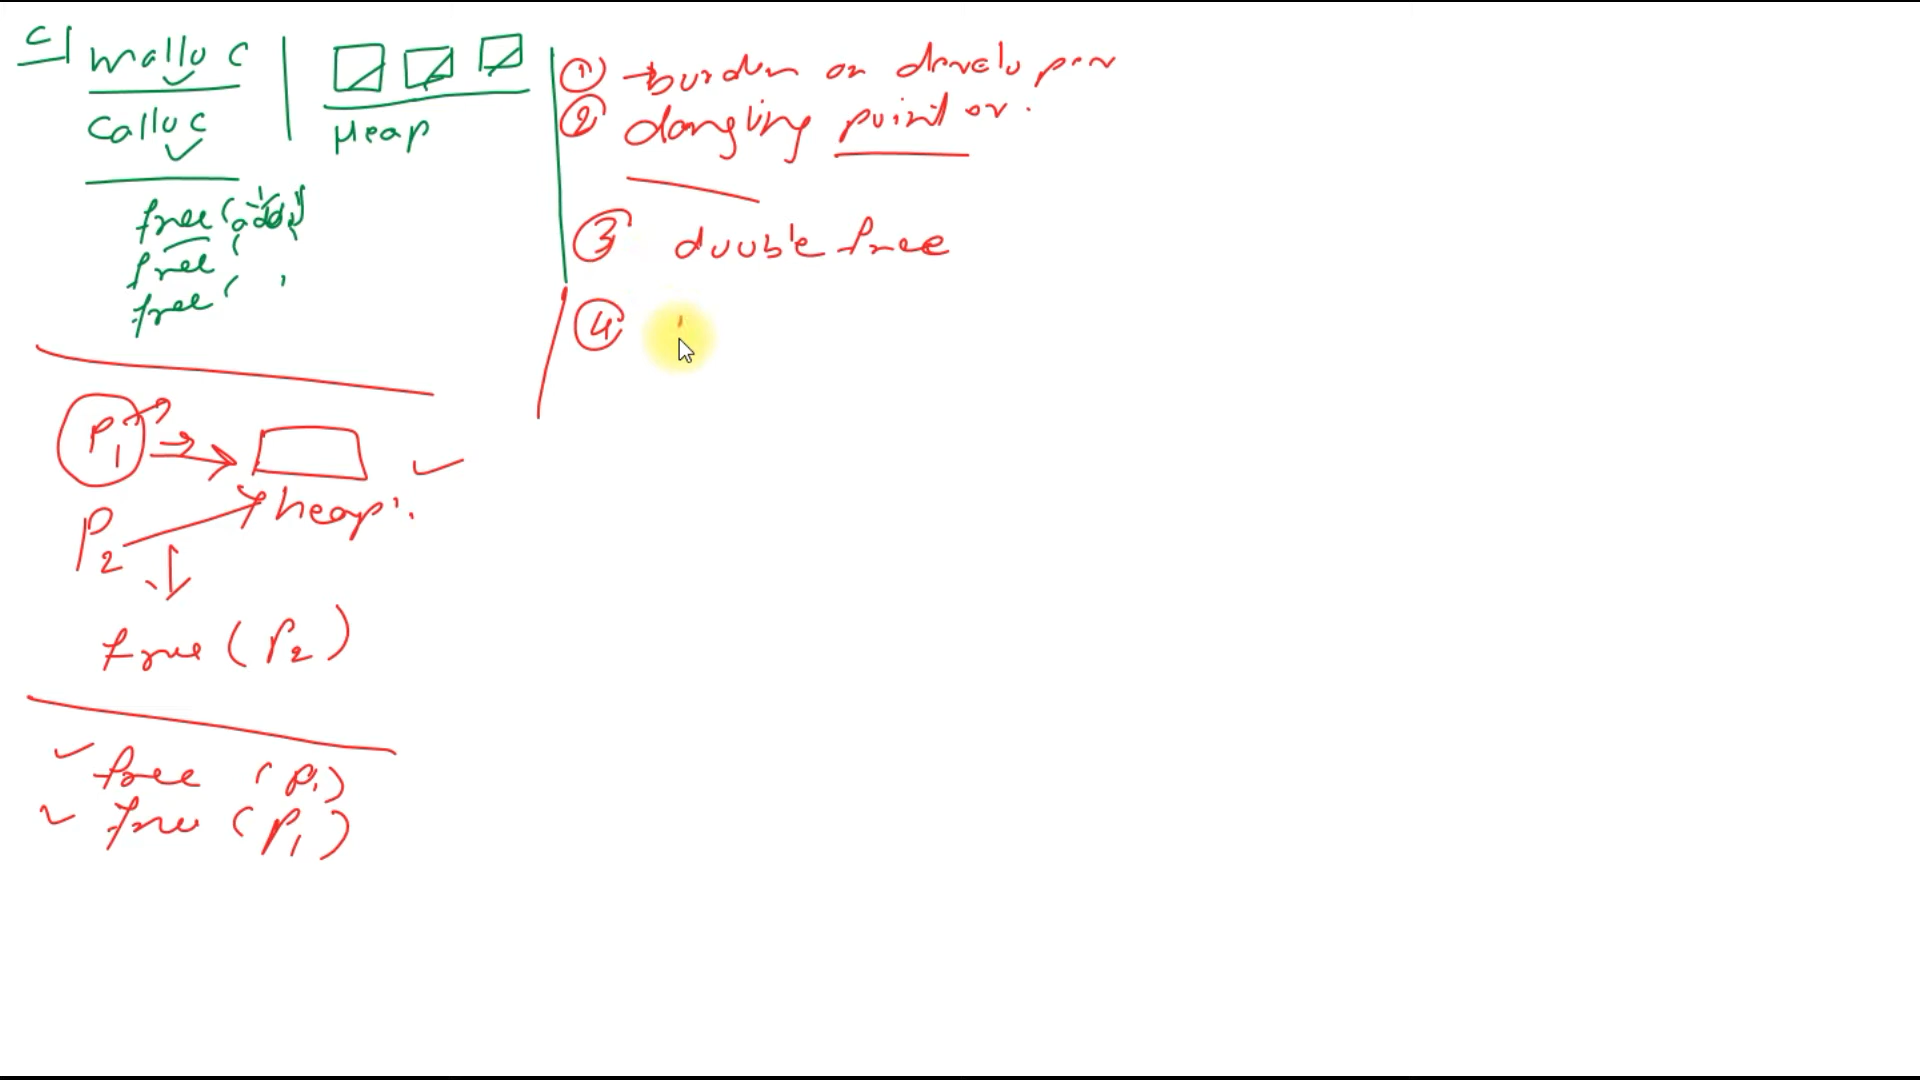 C
malloc
calloc
Heap
free(addr)
free(
free(
P1
heap
P2
free(P2)
free (P1)
free (P1)
① burden on developer
② dangling pointer.
③ double free
④